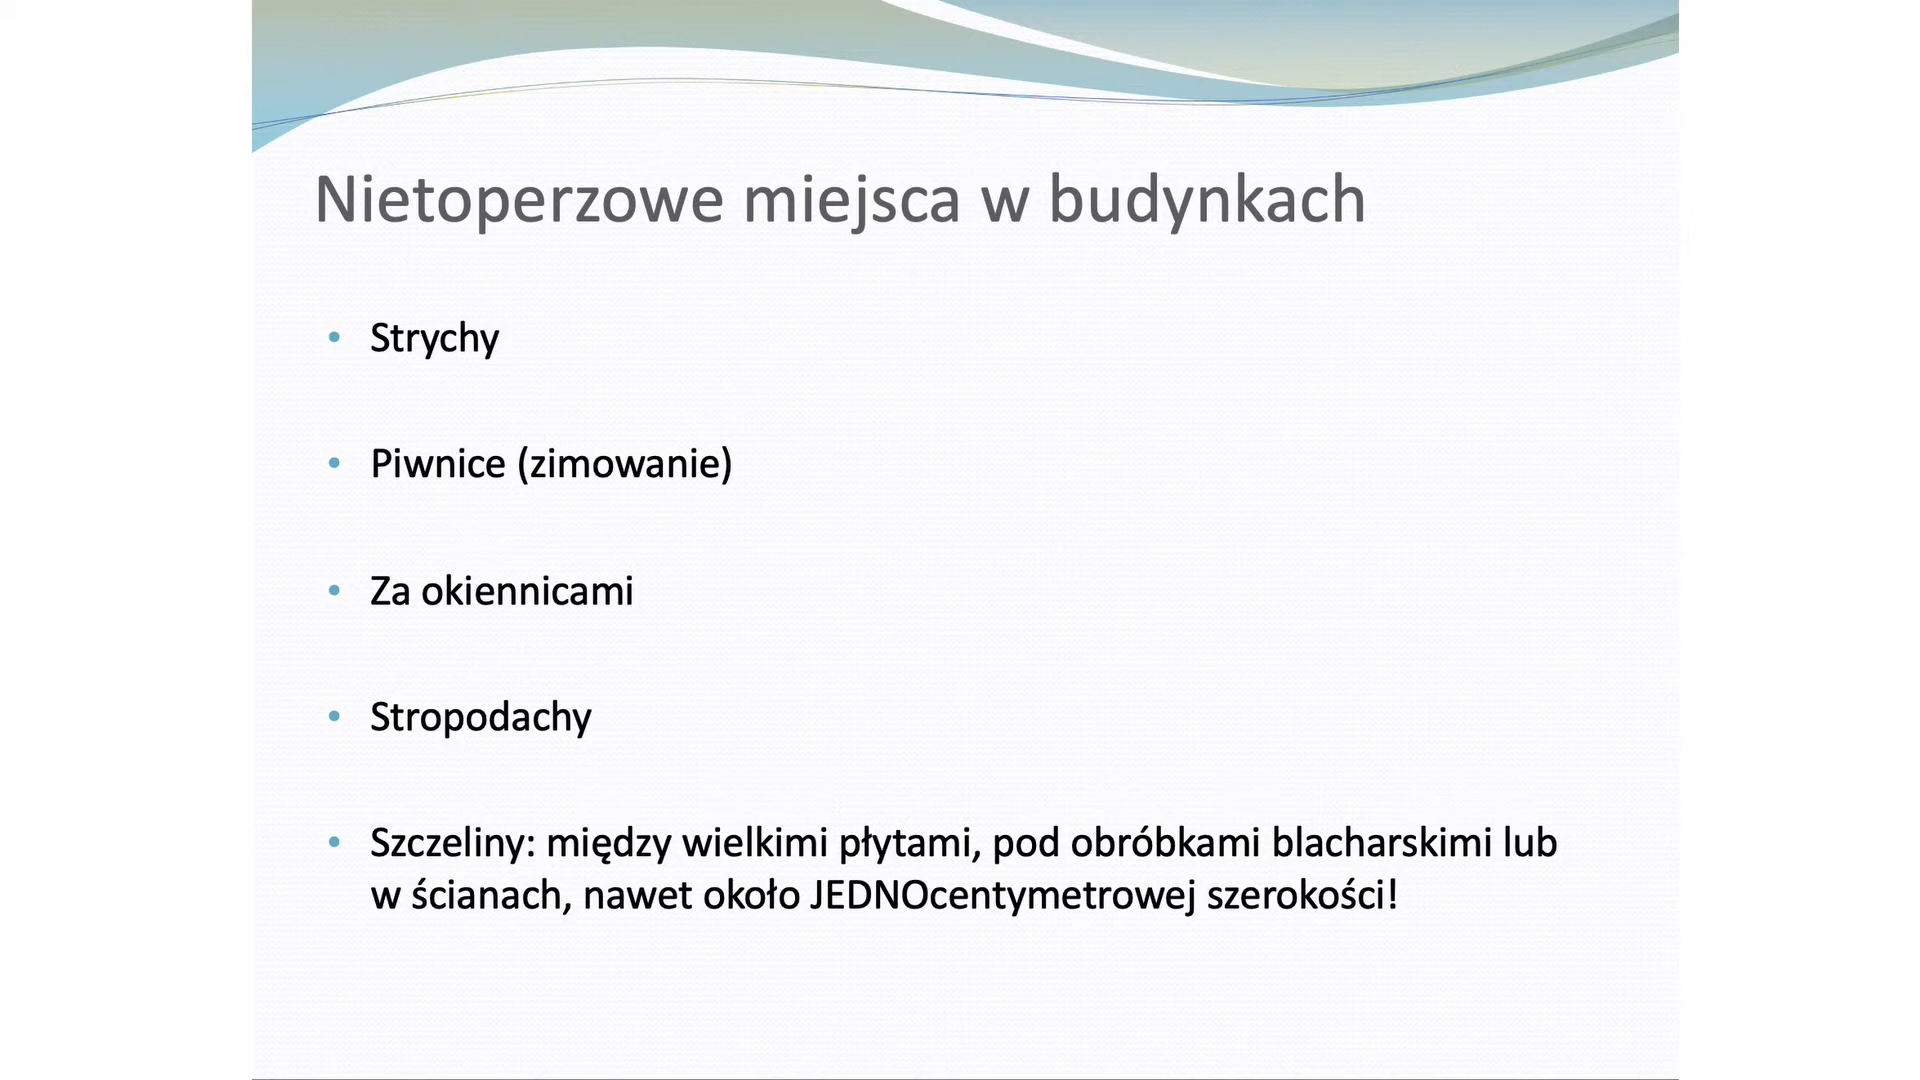 Nietoperzowe miejsca w budynkach
• Strychy
• Piwnice (zimowanie)
• Za okiennicami
• Stropodachy
• Szczeliny: między wielkimi płytami, pod obróbkami blacharskimi lub
w ścianach, nawet około JEDNOcentymetrowej szerokości!